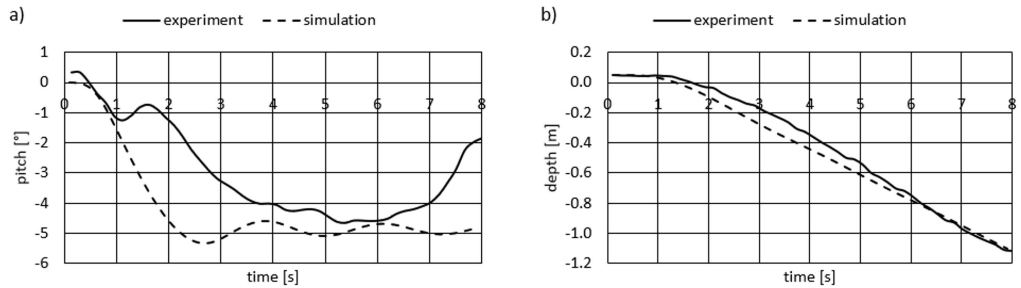 a)
experiment simulation
1
0
0 1 2 3 4 5 6 7 8
-1
-2
-3
-4
-5
-6
pitch [°]
time [s]
b)
experiment simulation
0.2
0.0
0 1 2 3 4 5 6 7 8
-0.2
-0.4
-0.6
-0.8
-1.0
-1.2
depth [m]
time [s]